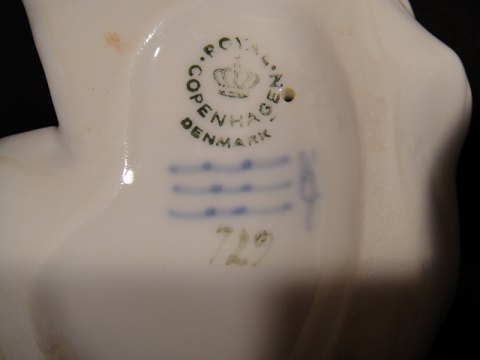 ROYAL
COPENHAGEN
DENMARK
729